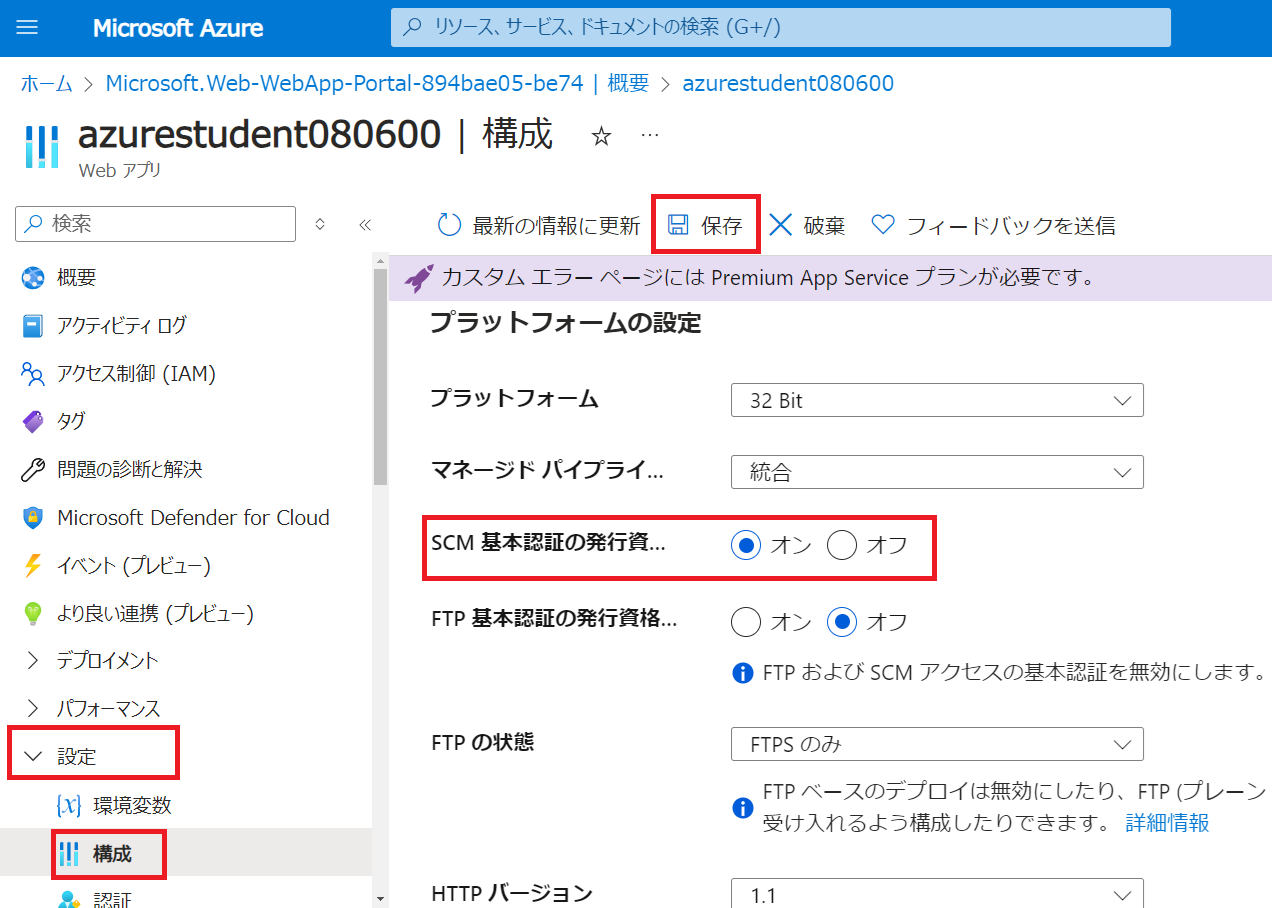 Microsoft Azure
リソース、サービス、ドキュメントの検索 (G+/)
ホーム > Microsoft.Web-WebApp-Portal-894bae05-be74 | 概要 > azurestudent080600
azurestudent080600 | 構成 ☆ …
Web アプリ
検索
«
最新の情報に更新
保存
破棄
フィードバックを送信
概要
アクティビティ ログ
アクセス制御 (IAM)
タグ
問題の診断と解決
Microsoft Defender for Cloud
イベント (プレビュー)
より良い連携 (プレビュー)
デプロイメント
パフォーマンス
設定
{x} 環境変数
構成
認証
カスタム エラー ページには Premium App Service プランが必要です。
プラットフォームの設定
プラットフォーム 32 Bit
マネージド パイプライ... 統合
SCM 基本認証の発行資... オン オフ
FTP 基本認証の発行資格... オン オフ
FTP および SCM アクセスの基本認証を無効にします。
FTP の状態 FTPS のみ
FTP ベースのデプロイは無効にしたり、FTP (プレーン
受け入れるよう構成したりできます。 詳細情報
HTTP バージョン 1.1